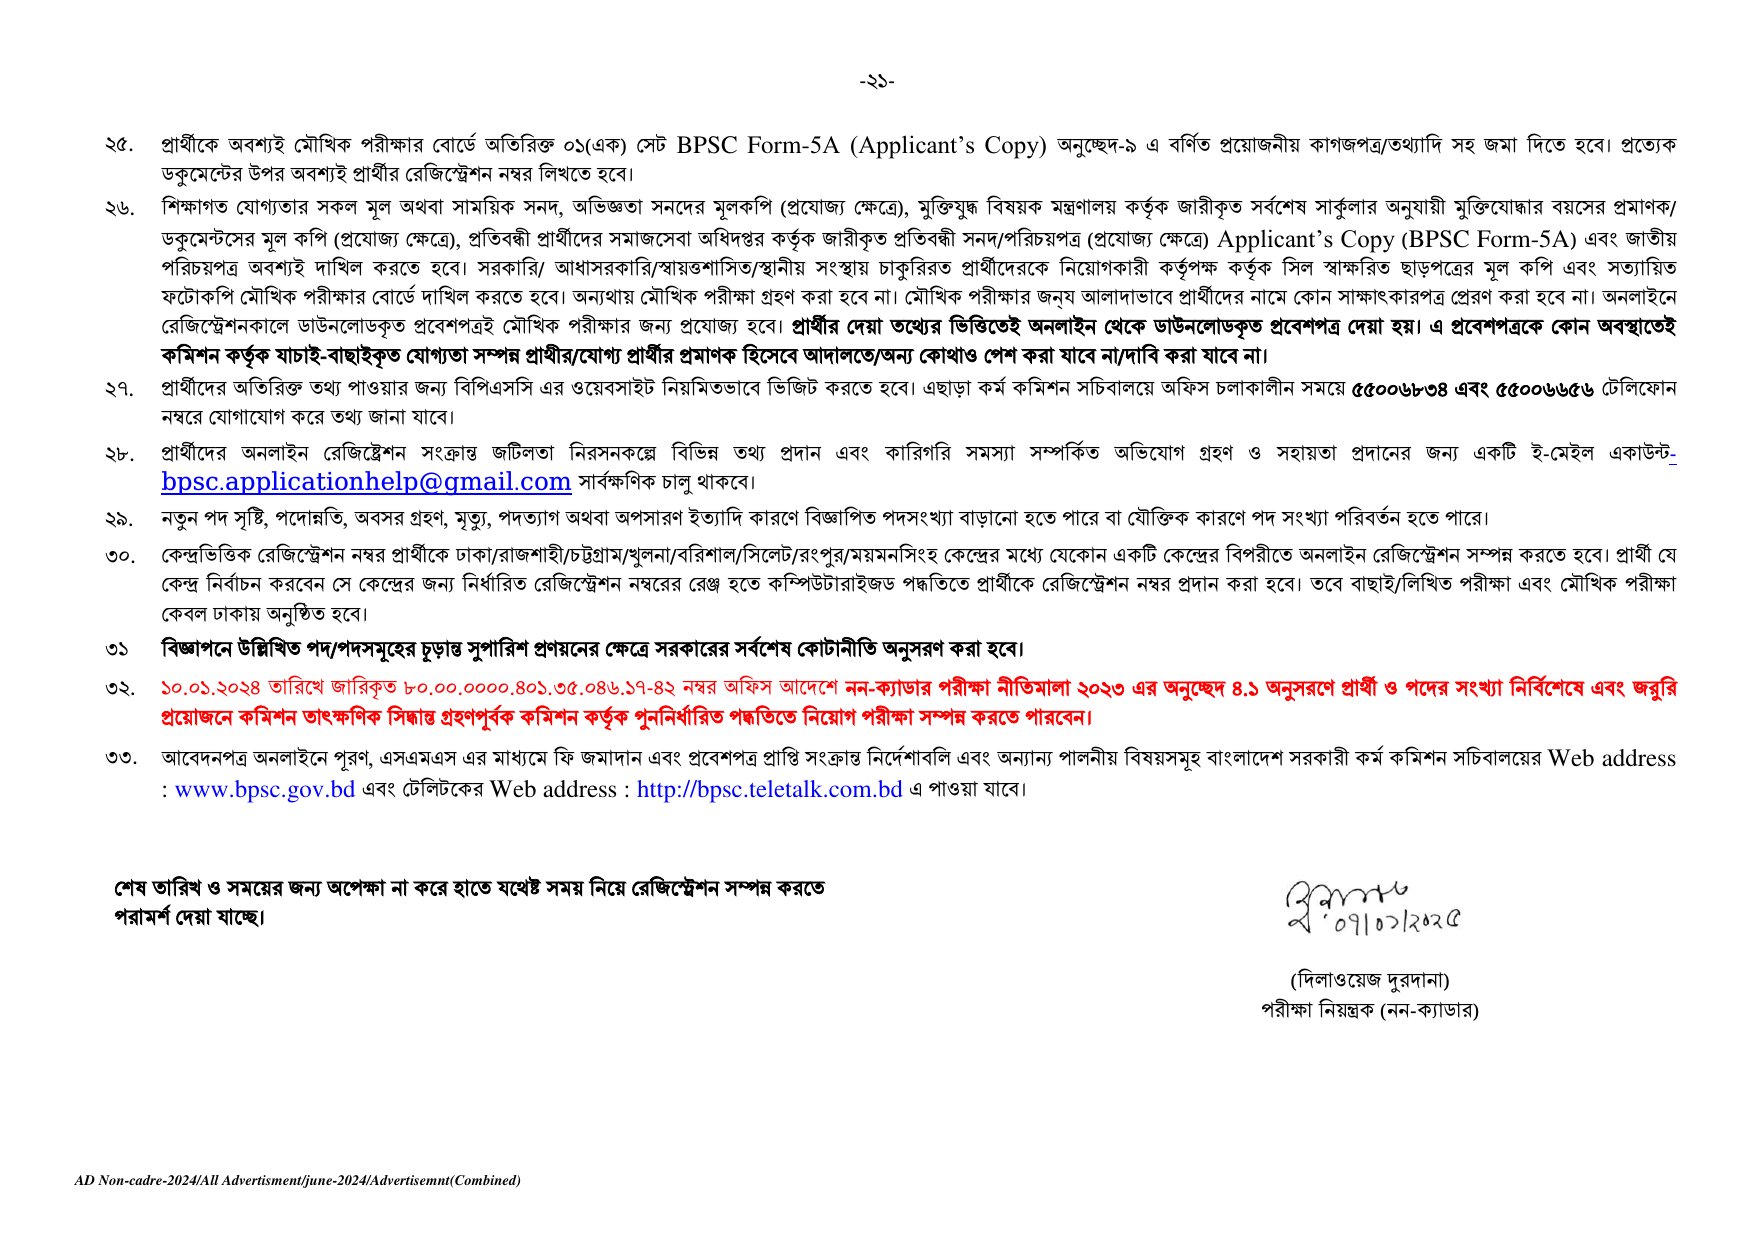 -২১-
২৫. প্রার্থীকে অবশ্যই মৌখিক পরীক্ষার বোর্ডে অতিরিক্ত ০১(এক) সেট BPSC Form-5A (Applicant’s Copy) অনুচ্ছেদ-৯ এ বর্ণিত প্রয়োজনীয় কাগজপত্র/তথ্যাদি সহ জমা দিতে হবে। প্রত্যেক
ডকুমেন্টের উপর অবশ্যই প্রার্থীর রেজিস্ট্রেশন নম্বর লিখতে হবে।
২৬. শিক্ষাগত যোগ্যতার সকল মূল অথবা সাময়িক সনদ, অভিজ্ঞতা সনদের মূলকপি (প্রযোজ্য ক্ষেত্রে), মুক্তিযুদ্ধ বিষয়ক মন্ত্রণালয় কর্তৃক জারীকৃত সর্বশেষ সার্কুলার অনুযায়ী মুক্তিযোদ্ধার বয়সের প্রমাণক/
ডকুমেন্টসের মূল কপি (প্রযোজ্য ক্ষেত্রে), প্রতিবন্ধী প্রার্থীদের সমাজসেবা অধিদপ্তর কর্তৃক জারীকৃত প্রতিবন্ধী সনদ/পরিচয়পত্র (প্রযোজ্য ক্ষেত্রে) Applicant’s Copy (BPSC Form-5A) এবং জাতীয়
পরিচয়পত্র অবশ্যই দাখিল করতে হবে। সরকারি/ আধাসরকারি/স্বায়ত্তশাসিত/স্থানীয় সংস্থায় চাকুরিরত প্রার্থীদেরকে নিয়োগকারী কর্তৃপক্ষ কর্তৃক সিল স্বাক্ষরিত ছাড়পত্রের মূল কপি এবং সত্যায়িত
ফটোকপি মৌখিক পরীক্ষার বোর্ডে দাখিল করতে হবে। অন্যথায় মৌখিক পরীক্ষা গ্রহণ করা হবে না। মৌখিক পরীক্ষার জন্য আলাদাভাবে প্রার্থীদের নামে কোন সাক্ষাৎকারপত্র প্রেরণ করা হবে না। অনলাইনে
রেজিস্ট্রেশনকালে ডাউনলোডকৃত প্রবেশপত্রই মৌখিক পরীক্ষার জন্য প্রযোজ্য হবে। প্রার্থীর দেয়া তথ্যের ভিত্তিতেই অনলাইন থেকে ডাউনলোডকৃত প্রবেশপত্র দেয়া হয়। এ প্রবেশপত্রকে কোন অবস্থাতেই
কমিশন কর্তৃক যাচাই-বাছাইকৃত যোগ্যতা সম্পন্ন প্রাথীর/যোগ্য প্রার্থীর প্রমাণক হিসেবে আদালতে/অন্য কোথাও পেশ করা যাবে না/দাবি করা যাবে না।
২৭. প্রার্থীদের অতিরিক্ত তথ্য পাওয়ার জন্য বিপিএসসি এর ওয়েবসাইট নিয়মিতভাবে ভিজিট করতে হবে। এছাড়া কর্ম কমিশন সচিবালয়ে অফিস চলাকালীন সময়ে ৫৫০০৬৮৩৪ এবং ৫৫০০৬৬৫৬ টেলিফোন
নম্বরে যোগাযোগ করে তথ্য জানা যাবে।
২৮. প্রার্থীদের অনলাইন রেজিষ্ট্রেশন সংক্রান্ত জটিলতা নিরসনকল্পে বিভিন্ন তথ্য প্রদান এবং কারিগরি সমস্যা সম্পর্কিত অভিযোগ গ্রহণ ও সহায়তা প্রদানের জন্য একটি ই-মেইল একাউন্ট-
bpsc.applicationhelp@gmail.com সার্বক্ষণিক চালু থাকবে।
২৯. নতুন পদ সৃষ্টি, পদোন্নতি, অবসর গ্রহণ, মৃত্যু, পদত্যাগ অথবা অপসারণ ইত্যাদি কারণে বিজ্ঞাপিত পদসংখ্যা বাড়ানো হতে পারে বা যৌক্তিক কারণে পদ সংখ্যা পরিবর্তন হতে পারে।
৩০. কেন্দ্রভিত্তিক রেজিস্ট্রেশন নম্বর প্রার্থীকে ঢাকা/রাজশাহী/চট্টগ্রাম/খুলনা/বরিশাল/সিলেট/রংপুর/ময়মনসিংহ কেন্দ্রের মধ্যে যেকোন একটি কেন্দ্রের বিপরীতে অনলাইন রেজিস্ট্রেশন সম্পন্ন করতে হবে। প্রার্থী যে
কেন্দ্র নির্বাচন করবেন সে কেন্দ্রের জন্য নির্ধারিত রেজিস্ট্রেশন নম্বরের রেঞ্জ হতে কম্পিউটারাইজড পদ্ধতিতে প্রার্থীকে রেজিস্ট্রেশন নম্বর প্রদান করা হবে। তবে বাছাই/লিখিত পরীক্ষা এবং মৌখিক পরীক্ষা
কেবল ঢাকায় অনুষ্ঠিত হবে।
৩১ বিজ্ঞাপনে উল্লিখিত পদ/পদসমূহের চূড়ান্ত সুপারিশ প্রণয়নের ক্ষেত্রে সরকারের সর্বশেষ কোটানীতি অনুসরণ করা হবে।
৩২. ১০.০১.২০২৪ তারিখে জারিকৃত ৮০.০০.০০০০.৪০১.৩৫.০৪৬.১৭-৪২ নম্বর অফিস আদেশে নন-ক্যাডার পরীক্ষা নীতিমালা ২০২৩ এর অনুচ্ছেদ ৪.১ অনুসরণে প্রার্থী ও পদের সংখ্যা নির্বিশেষে এবং জরুরি
প্রয়োজনে কমিশন তাৎক্ষণিক সিদ্ধান্ত গ্রহণপূর্বক কমিশন কর্তৃক পুননির্ধারিত পদ্ধতিতে নিয়োগ পরীক্ষা সম্পন্ন করতে পারবেন।
৩৩. আবেদনপত্র অনলাইনে পূরণ, এসএমএস এর মাধ্যমে ফি জমাদান এবং প্রবেশপত্র প্রাপ্তি সংক্রান্ত নির্দেশাবলি এবং অন্যান্য পালনীয় বিষয়সমূহ বাংলাদেশ সরকারী কর্ম কমিশন সচিবালয়ের Web address
: www.bpsc.gov.bd এবং টেলিটকের Web address : http://bpsc.teletalk.com.bd এ পাওয়া যাবে।
শেষ তারিখ ও সময়ের জন্য অপেক্ষা না করে হাতে যথেষ্ট সময় নিয়ে রেজিস্ট্রেশন সম্পন্ন করতে
পরামর্শ দেয়া যাচ্ছে।
০৭/০১/২০২৫
(দিলাওয়েজ দুরদানা)
পরীক্ষা নিয়ন্ত্রক (নন-ক্যাডার)
AD Non-cadre-2024/All Advertisment/june-2024/Advertisemnt(Combined)